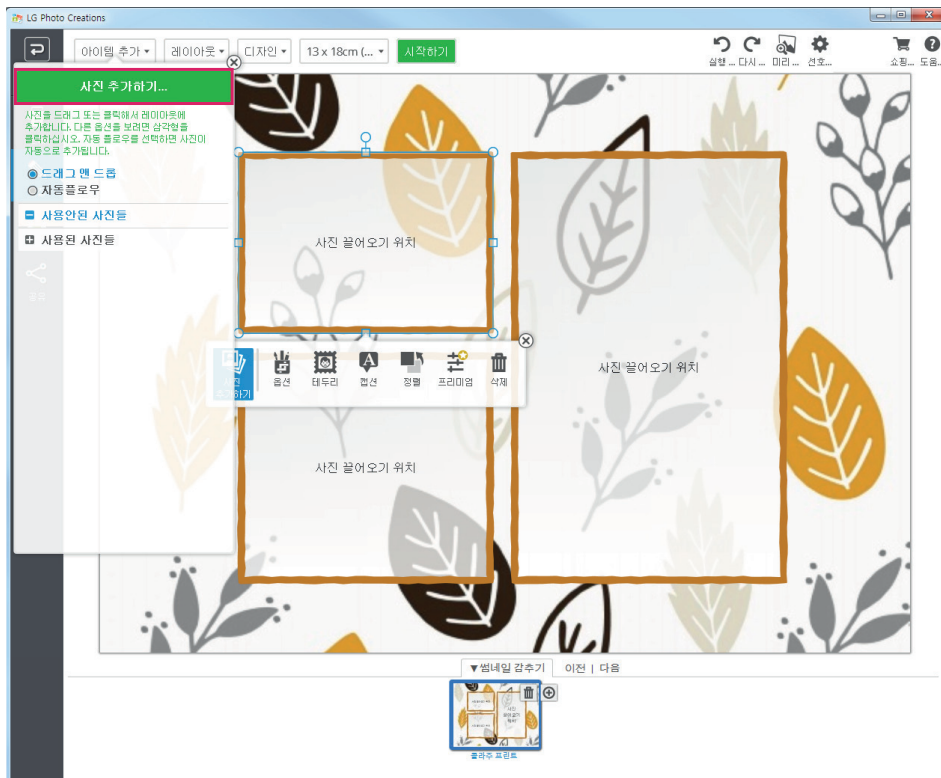 LG Photo Creations
아이템 추가 레이아웃 디자인 13 x 18cm (... 시작하기
실행 ... 다시 ... 미리 ... 선호... 쇼핑... 도움...
사진 추가하기...
사진을 드래그 또는 클릭해서 레이아웃에
추가합니다. 다른 옵션을 보려면 삼각형을
클릭하십시오. 자동 플로우를 선택하면 사진이
자동으로 추가됩니다.
드래그 앤 드롭
자동플로우
사용안된 사진들
사용된 사진들
공유
사진 끌어오기 위치
사진 끌어오기 위치
추가하기 옵션 테두리 캡션 정렬 프리미엄 삭제
사진 끌어오기 위치
▼썸네일 감추기 이전 | 다음
콜라주 프린트